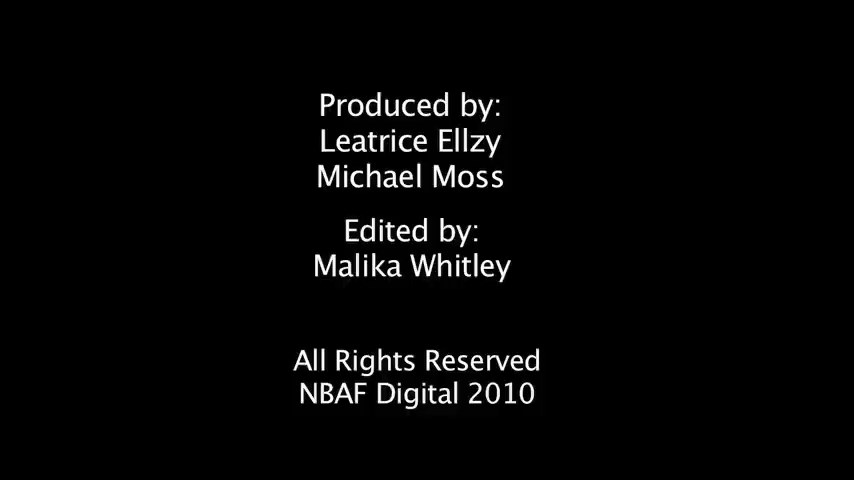 Produced by:
Leatrice Ellzy
Michael Moss
Edited by:
Malika Whitley
All Rights Reserved
NBAF Digital 2010